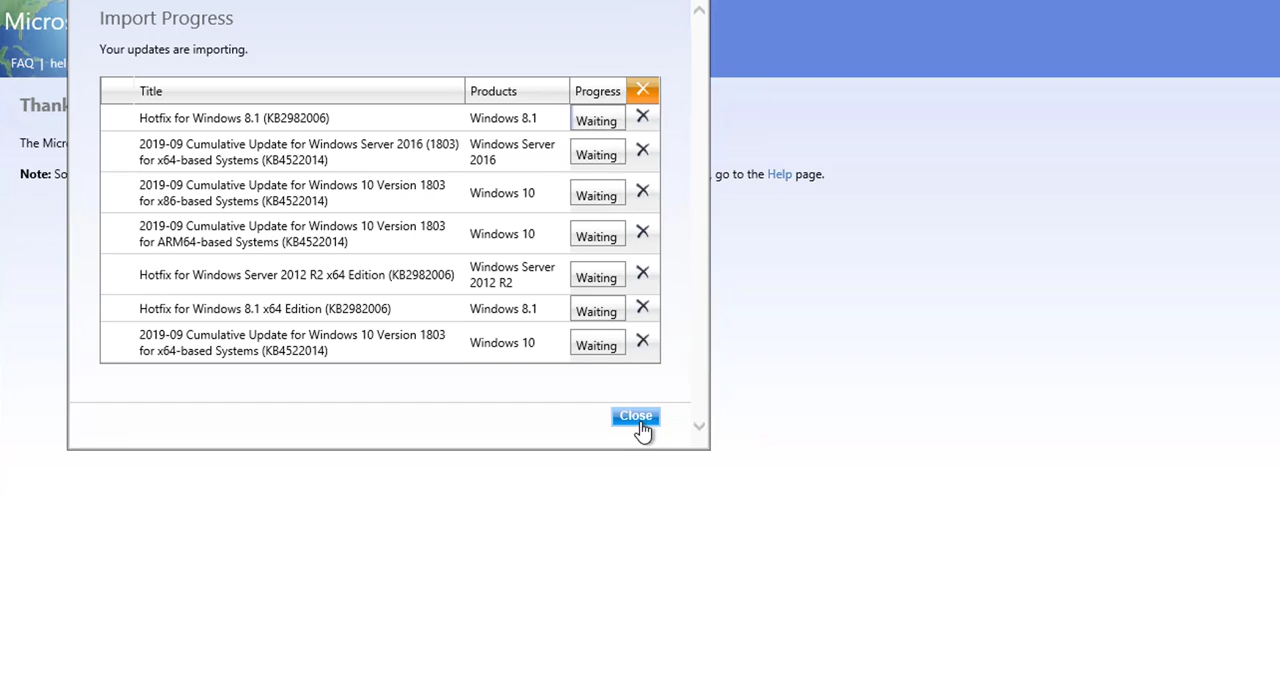 Import Progress
Micros
FAQ | hel
Your updates are importing.
Title Products Progress
Hotfix for Windows 8.1 (KB2982006) Windows 8.1 Waiting
2019-09 Cumulative Update for Windows Server 2016 (1803) for x64-based Systems (KB4522014) Windows Server 2016 Waiting
2019-09 Cumulative Update for Windows 10 Version 1803 for x86-based Systems (KB4522014) Windows 10 Waiting
2019-09 Cumulative Update for Windows 10 Version 1803 for ARM64-based Systems (KB4522014) Windows 10 Waiting
Hotfix for Windows Server 2012 R2 x64 Edition (KB2982006) Windows Server 2012 R2 Waiting
Hotfix for Windows 8.1 x64 Edition (KB2982006) Windows 8.1 Waiting
2019-09 Cumulative Update for Windows 10 Version 1803 for x64-based Systems (KB4522014) Windows 10 Waiting
Close
Thank
The Micr
Note: So , go to the Help page.